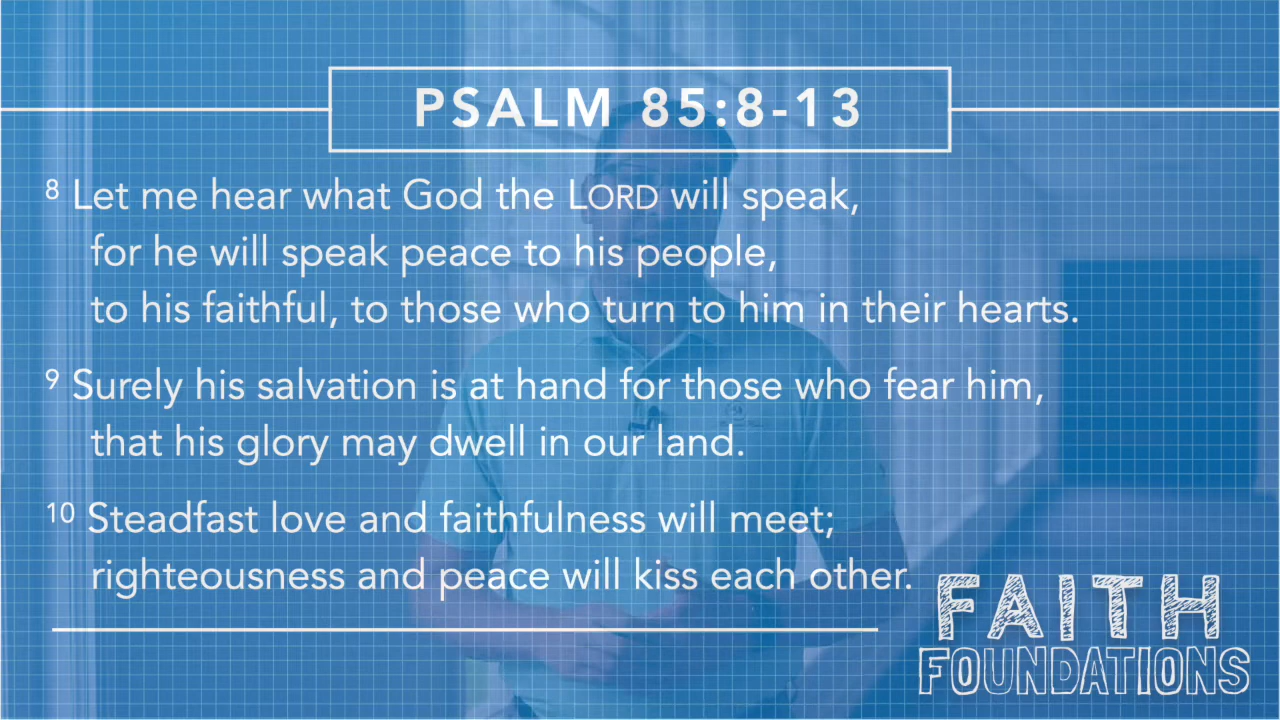 PSALM 85:8-13
8 Let me hear what God the LORD will speak,
for he will speak peace to his people,
to his faithful, to those who turn to him in their hearts.
9 Surely his salvation is at hand for those who fear him,
that his glory may dwell in our land.
10 Steadfast love and faithfulness will meet;
righteousness and peace will kiss each other.
FAITH
FOUNDATIONS